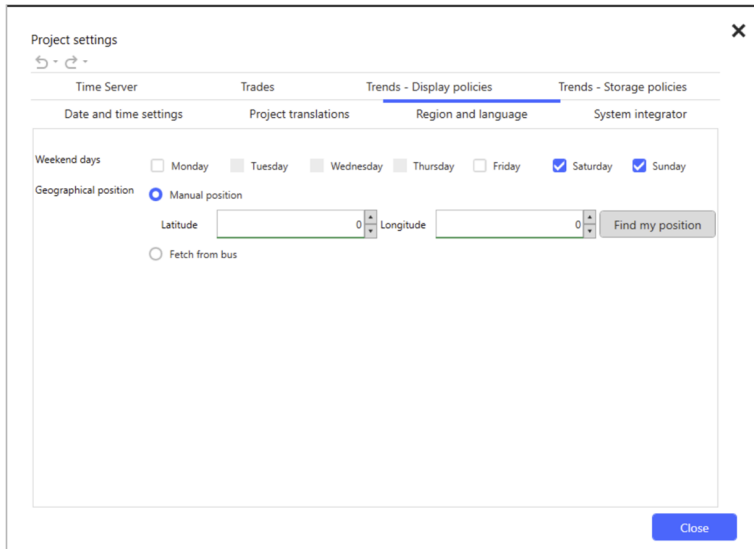 Project settings
Time Server Trades Trends - Display policies Trends - Storage policies
Date and time settings Project translations Region and language System integrator
Weekend days Monday Tuesday Wednesday Thursday Friday Saturday Sunday
Geographical position Manual position
Latitude 0 Longitude 0 Find my position
Fetch from bus
Close